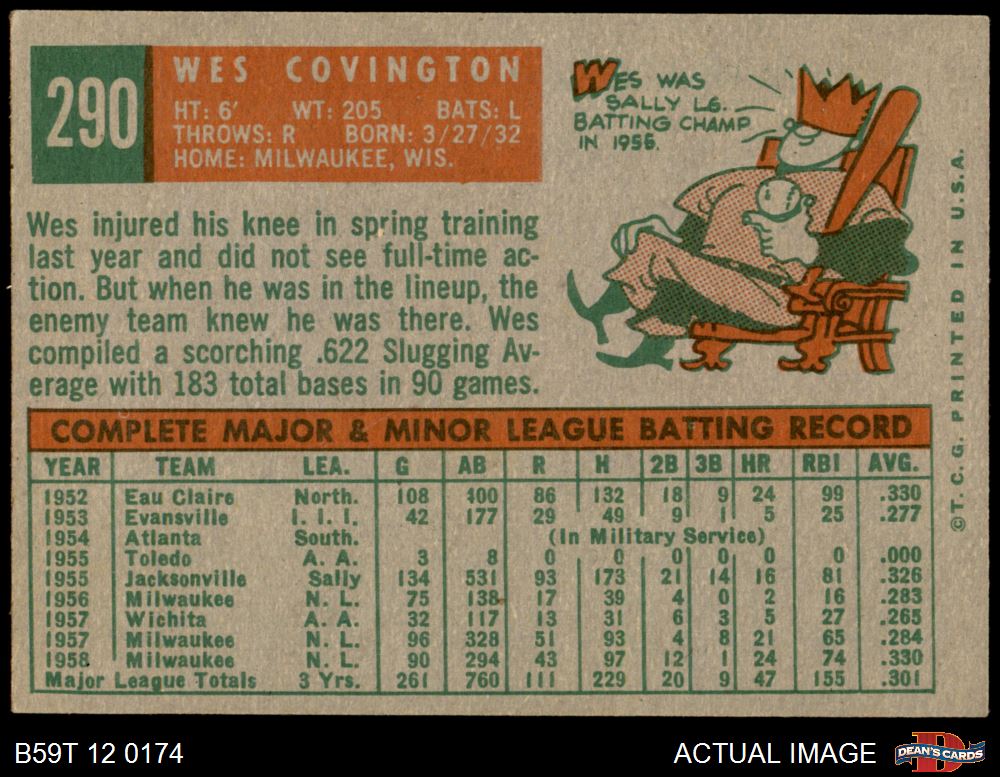 290
WES COVINGTON
HT: 6' WT: 205 BATS: L
THROWS: R BORN: 3/27/32
HOME: MILWAUKEE, WIS.
WES WAS
SALLY LG.
BATTING CHAMP
IN 1955.
Wes injured his knee in spring training
last year and did not see full-time ac-
tion. But when he was in the lineup, the
enemy team knew he was there. Wes
compiled a scorching .622 Slugging Av-
erage with 183 total bases in 90 games.
COMPLETE MAJOR & MINOR LEAGUE BATTING RECORD
YEAR TEAM LEA. G AB R H 2B 3B HR RBI AVG.
1952 Eau Claire North. 108 400 86 132 18 9 24 99 .330
1953 Evansville I. I. I. 42 177 29 49 9 1 5 25 .277
1954 Atlanta South. (In Military Service)
1955 Toledo A. A. 3 8 0 0 0 0 0 0 .000
1955 Jacksonville Sally 134 531 93 173 21 14 16 81 .326
1956 Milwaukee N. L. 75 138 17 39 4 0 2 16 .283
1957 Wichita A. A. 32 117 13 31 6 3 5 27 .265
1957 Milwaukee N. L. 96 328 51 93 4 8 21 65 .284
1958 Milwaukee N. L. 90 294 43 97 12 1 24 74 .330
Major League Totals 3 Yrs. 261 760 111 229 20 9 47 155 .301
©T. C. G. PRINTED IN U.S.A.
B59T 12 0174
ACTUAL IMAGE
D
DEAN'S CARDS